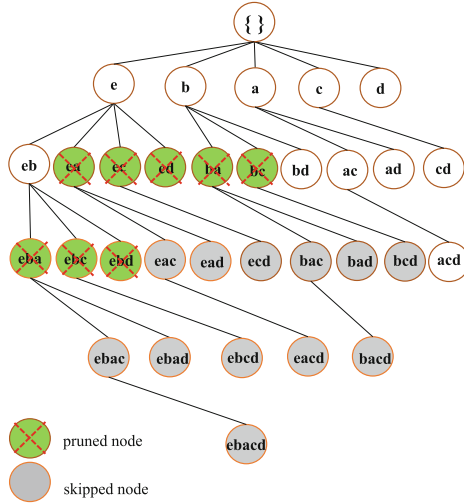 { }
e b a c d
eb ea ec ed ba bc bd ac ad cd
eba ebc ebd eac ead ecd bac bad bcd acd
ebac ebad ebcd eacd bacd
ebacd
pruned node
skipped node